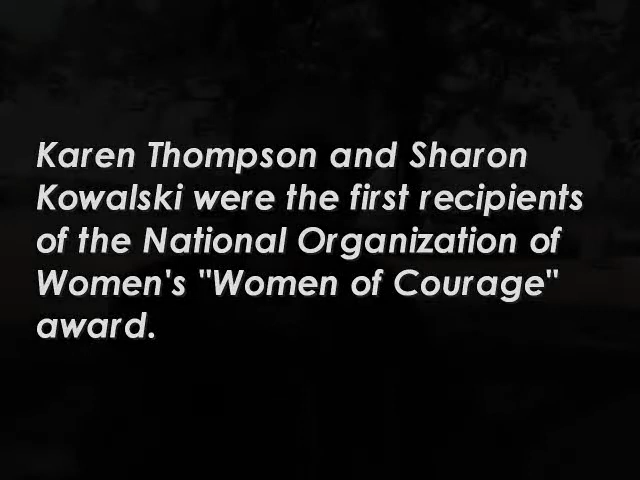 Karen Thompson and Sharon
Kowalski were the first recipients
of the National Organization of
Women's "Women of Courage"
award.